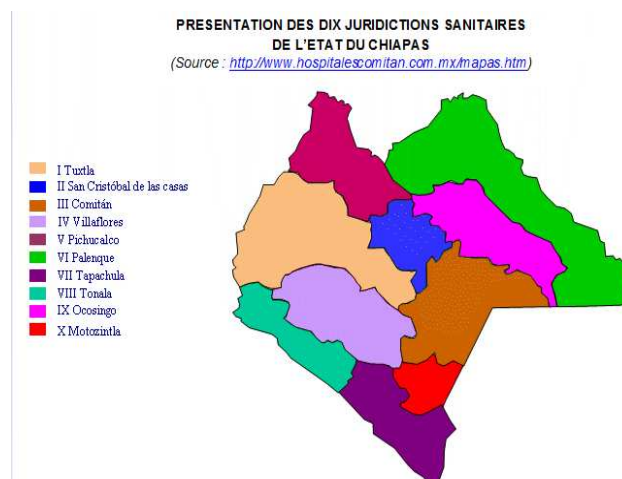 PRESENTATION DES DIX JURIDICTIONS SANITAIRES
DE L'ETAT DU CHIAPAS
(Source : http://www.hospitalescomitan.com.mx/mapas.htm)
I Tuxtla
II San Cristóbal de las casas
III Comitán
IV Villaflores
V Pichucalco
VI Palenque
VII Tapachula
VIII Tonala
IX Ocosingo
X Motozintla